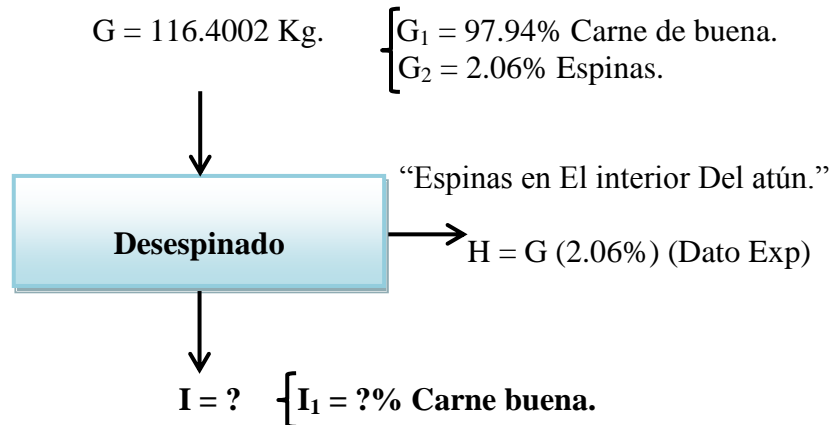 G = 116.4002 Kg.
G₁ = 97.94% Carne de buena.
G₂ = 2.06% Espinas.
“Espinas en El interior Del atún.”
Desespinado
H = G (2.06%) (Dato Exp)
I = ?
I₁ = ?% Carne buena.